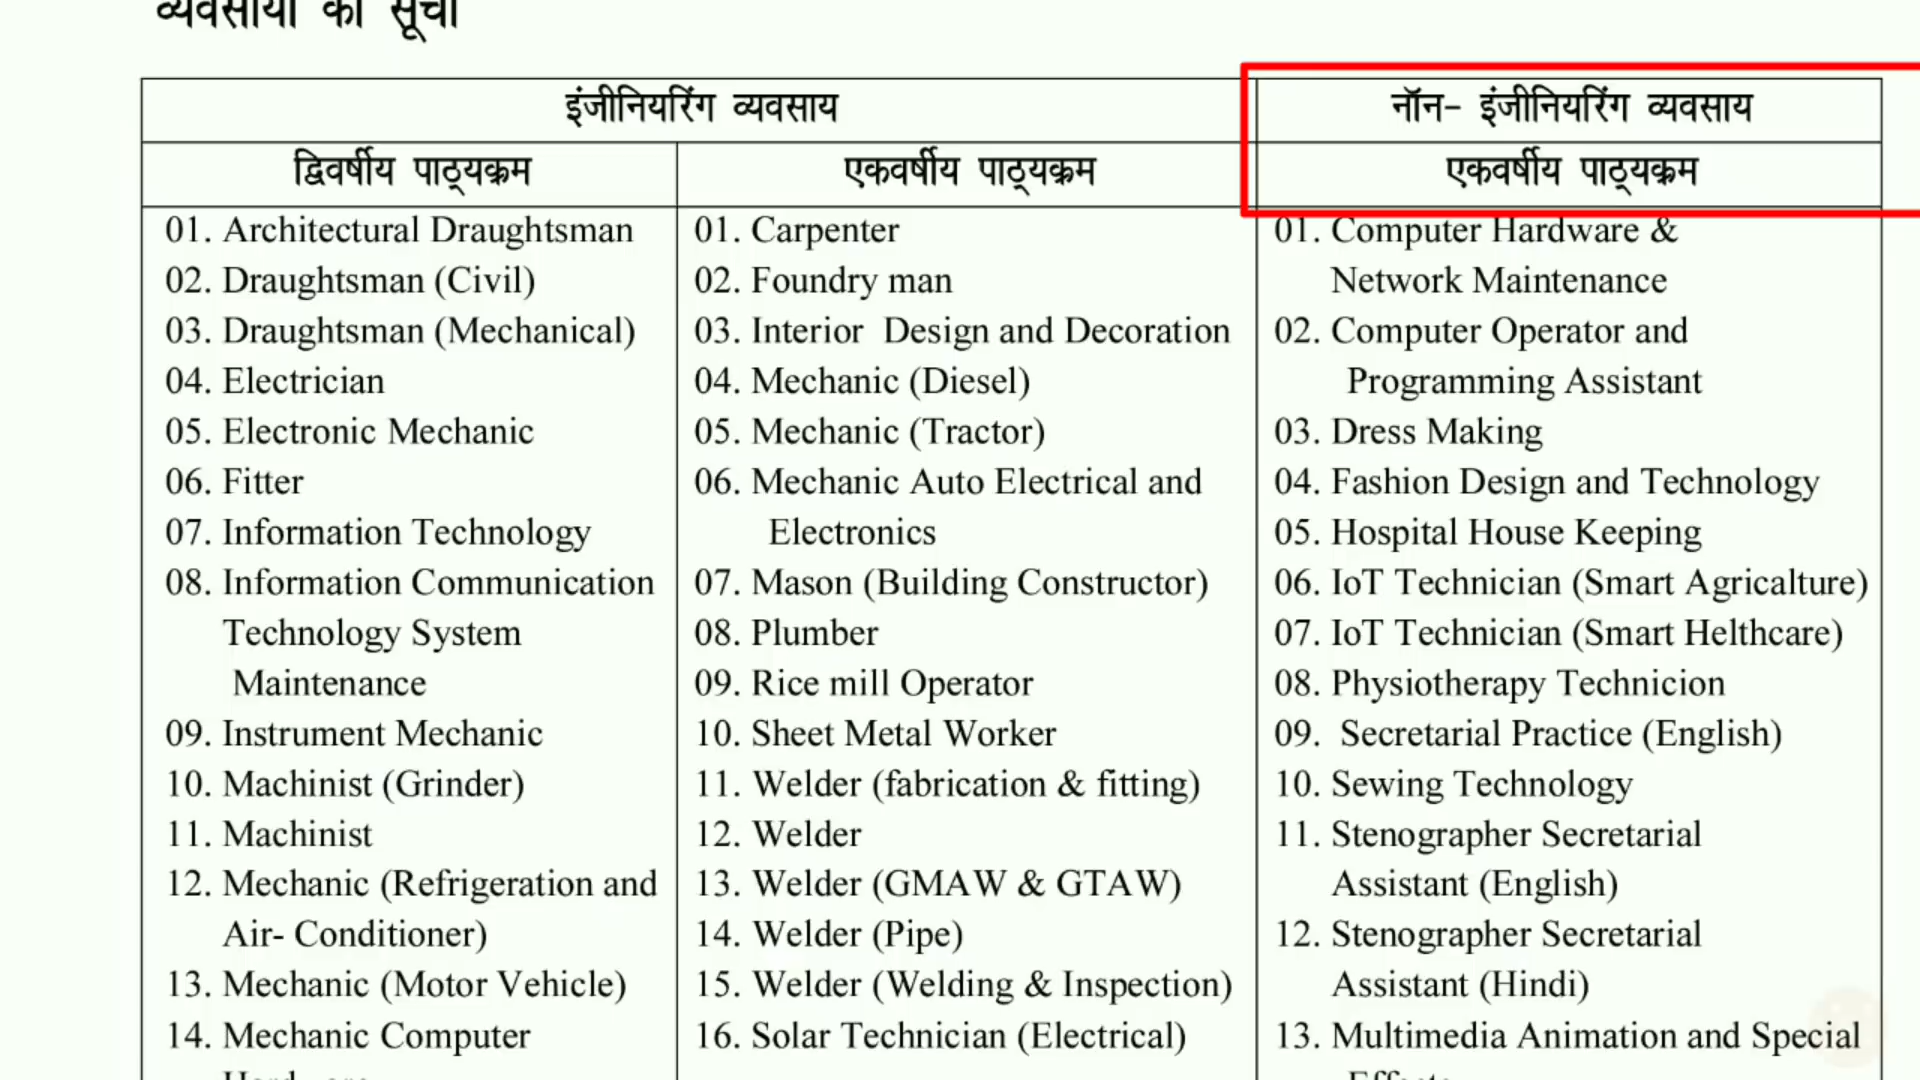 व्यवसायों की सूची
इंजीनियरिंग व्यवसाय
नॉन- इंजीनियरिंग व्यवसाय
द्विवर्षीय पाठ्यक्रम
एकवर्षीय पाठ्यक्रम
एकवर्षीय पाठ्यक्रम
01. Architectural Draughtsman
02. Draughtsman (Civil)
03. Draughtsman (Mechanical)
04. Electrician
05. Electronic Mechanic
06. Fitter
07. Information Technology
08. Information Communication
Technology System
Maintenance
09. Instrument Mechanic
10. Machinist (Grinder)
11. Machinist
12. Mechanic (Refrigeration and
Air- Conditioner)
13. Mechanic (Motor Vehicle)
14. Mechanic Computer
01. Carpenter
02. Foundry man
03. Interior Design and Decoration
04. Mechanic (Diesel)
05. Mechanic (Tractor)
06. Mechanic Auto Electrical and
Electronics
07. Mason (Building Constructor)
08. Plumber
09. Rice mill Operator
10. Sheet Metal Worker
11. Welder (fabrication & fitting)
12. Welder
13. Welder (GMAW & GTAW)
14. Welder (Pipe)
15. Welder (Welding & Inspection)
16. Solar Technician (Electrical)
01. Computer Hardware &
Network Maintenance
02. Computer Operator and
Programming Assistant
03. Dress Making
04. Fashion Design and Technology
05. Hospital House Keeping
06. IoT Technician (Smart Agricalture)
07. IoT Technician (Smart Helthcare)
08. Physiotherapy Technicion
09. Secretarial Practice (English)
10. Sewing Technology
11. Stenographer Secretarial
Assistant (English)
12. Stenographer Secretarial
Assistant (Hindi)
13. Multimedia Animation and Special